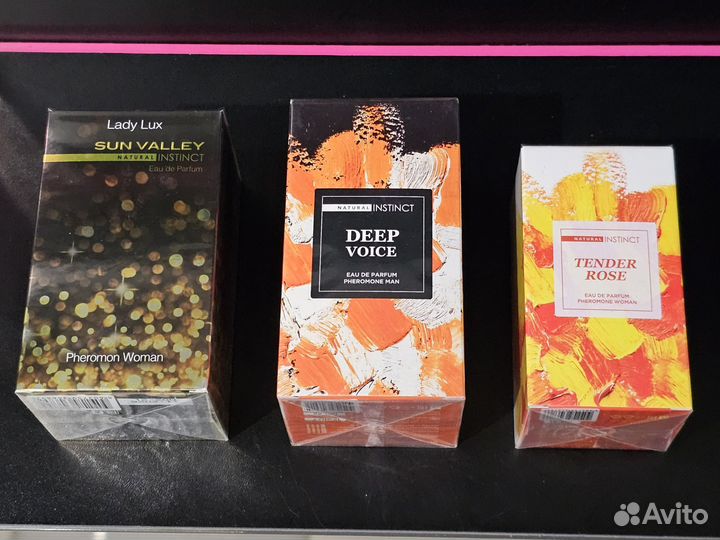 Lady Lux
SUN VALLEY
NATURAL INSTINCT
Eau de Parfum
Pheromon Woman
NATURAL INSTINCT
DEEP
VOICE
EAU DE PARFUM
PHEROMONE MAN
NATURAL INSTINCT
TENDER
ROSE
EAU DE PARFUM
PHEROMONE WOMAN
Avito